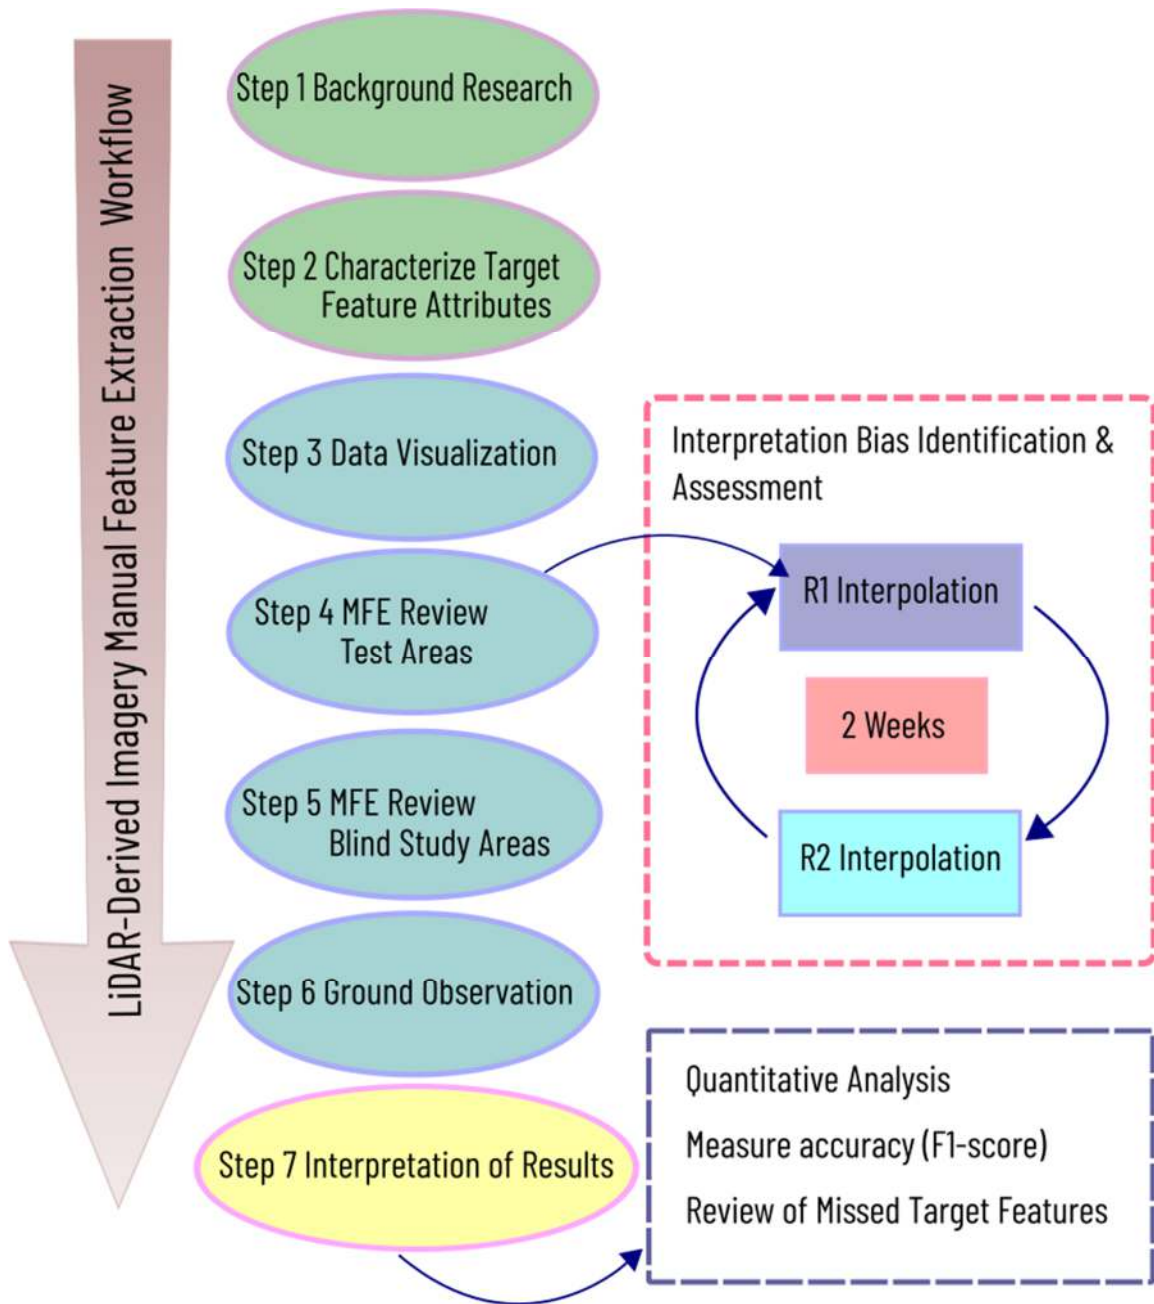 LiDAR-Derived Imagery Manual Feature Extraction Workflow
Step 1 Background Research
Step 2 Characterize Target
Feature Attributes
Step 3 Data Visualization
Step 4 MFE Review
Test Areas
Step 5 MFE Review
Blind Study Areas
Step 6 Ground Observation
Step 7 Interpretation of Results
Interpretation Bias Identification &
Assessment
R1 Interpolation
2 Weeks
R2 Interpolation
Quantitative Analysis
Measure accuracy (F1-score)
Review of Missed Target Features